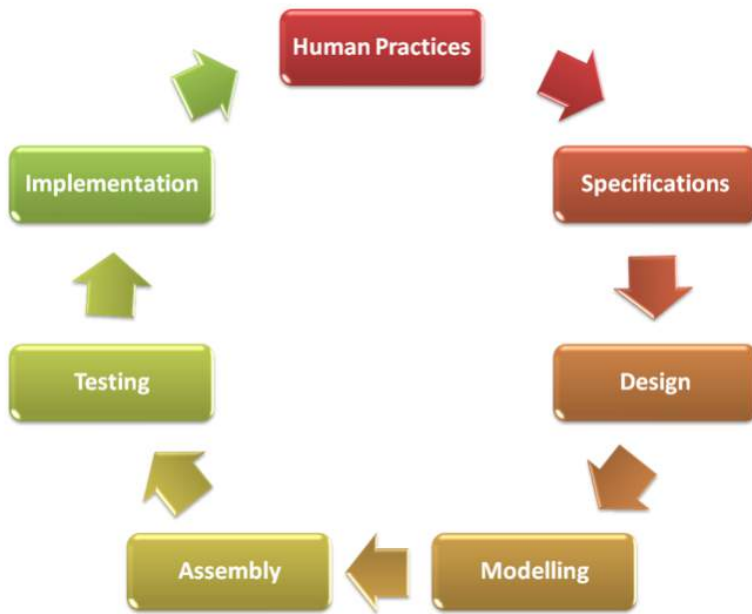 Human Practices
Specifications
Design
Modelling
Assembly
Testing
Implementation